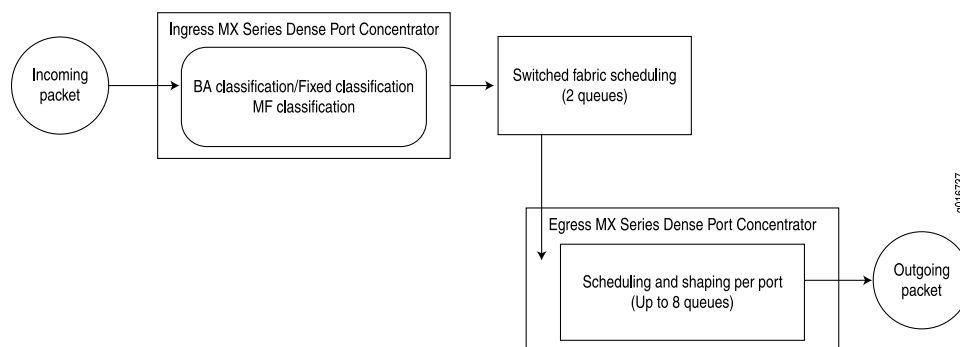 Ingress MX Series Dense Port Concentrator
Incoming
packet
BA classification/Fixed classification
MF classification
Switched fabric scheduling
(2 queues)
Egress MX Series Dense Port Concentrator
Scheduling and shaping per port
(Up to 8 queues)
Outgoing
packet
g016737